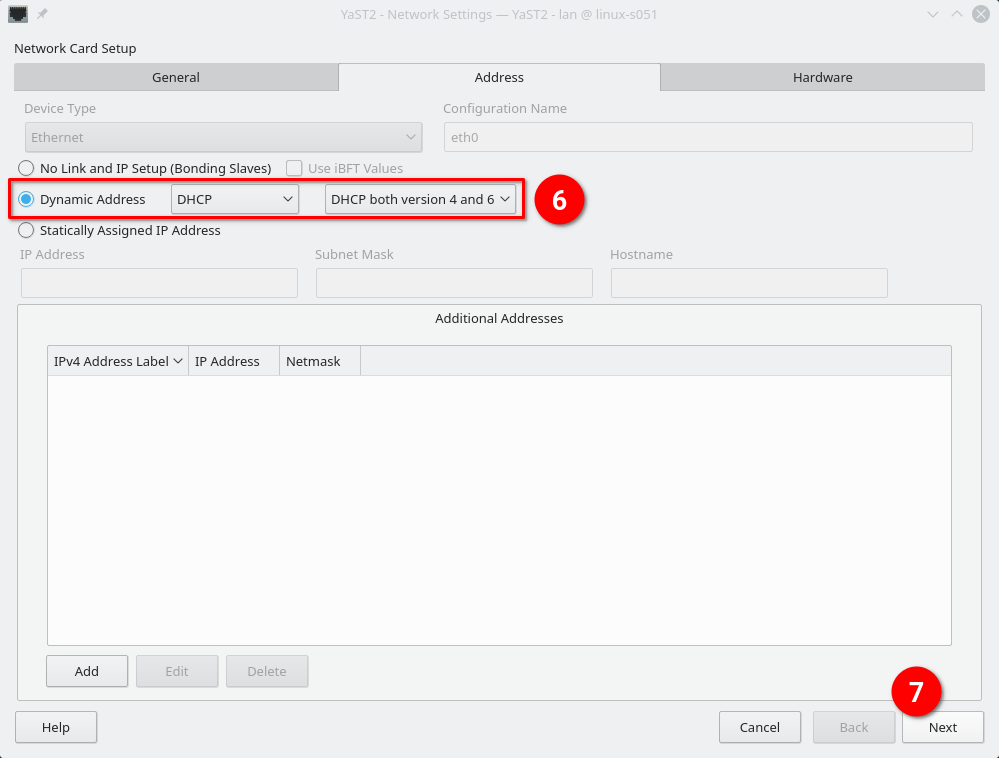 YaST2 - Network Settings — YaST2 - lan @ linux-s051
Network Card Setup
General Address Hardware
Device Type Configuration Name
Ethernet eth0
No Link and IP Setup (Bonding Slaves) Use iBFT Values
Dynamic Address DHCP DHCP both version 4 and 6 6
Statically Assigned IP Address
IP Address Subnet Mask Hostname
Additional Addresses
IPv4 Address Label IP Address Netmask
Add Edit Delete
7
Help Cancel Back Next